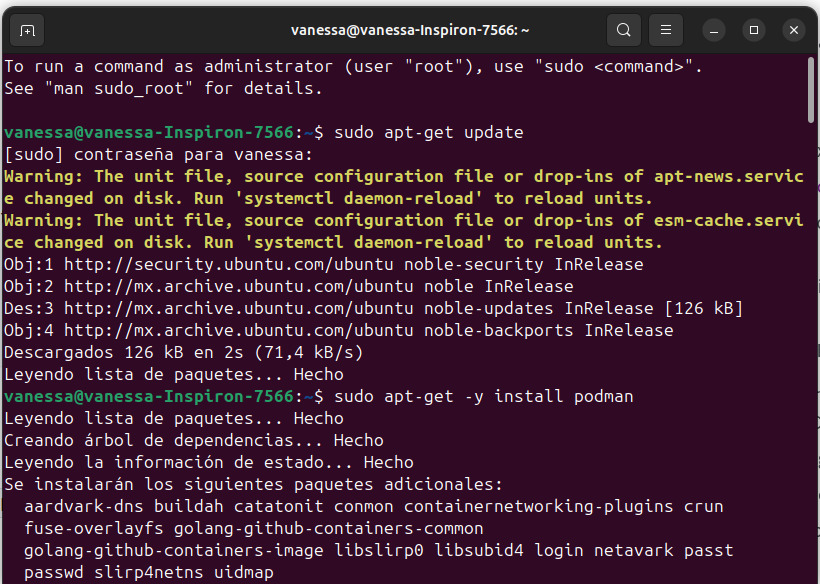 vanessa@vanessa-Inspiron-7566: ~
To run a command as administrator (user "root"), use "sudo <command>".
See "man sudo_root" for details.
vanessa@vanessa-Inspiron-7566:~$ sudo apt-get update
[sudo] contraseña para vanessa:
Warning: The unit file, source configuration file or drop-ins of apt-news.servic
e changed on disk. Run 'systemctl daemon-reload' to reload units.
Warning: The unit file, source configuration file or drop-ins of esm-cache.servi
ce changed on disk. Run 'systemctl daemon-reload' to reload units.
Obj:1 http://security.ubuntu.com/ubuntu noble-security InRelease
Obj:2 http://mx.archive.ubuntu.com/ubuntu noble InRelease
Des:3 http://mx.archive.ubuntu.com/ubuntu noble-updates InRelease [126 kB]
Obj:4 http://mx.archive.ubuntu.com/ubuntu noble-backports InRelease
Descargados 126 kB en 2s (71,4 kB/s)
Leyendo lista de paquetes... Hecho
vanessa@vanessa-Inspiron-7566:~$ sudo apt-get -y install podman
Leyendo lista de paquetes... Hecho
Creando árbol de dependencias... Hecho
Leyendo la información de estado... Hecho
Se instalarán los siguientes paquetes adicionales:
  aardvark-dns buildah catatonit conmon containernetworking-plugins crun
  fuse-overlayfs golang-github-containers-common
  golang-github-containers-image libslirp0 libsubid4 login netavark passt
  passwd slirp4netns uidmap